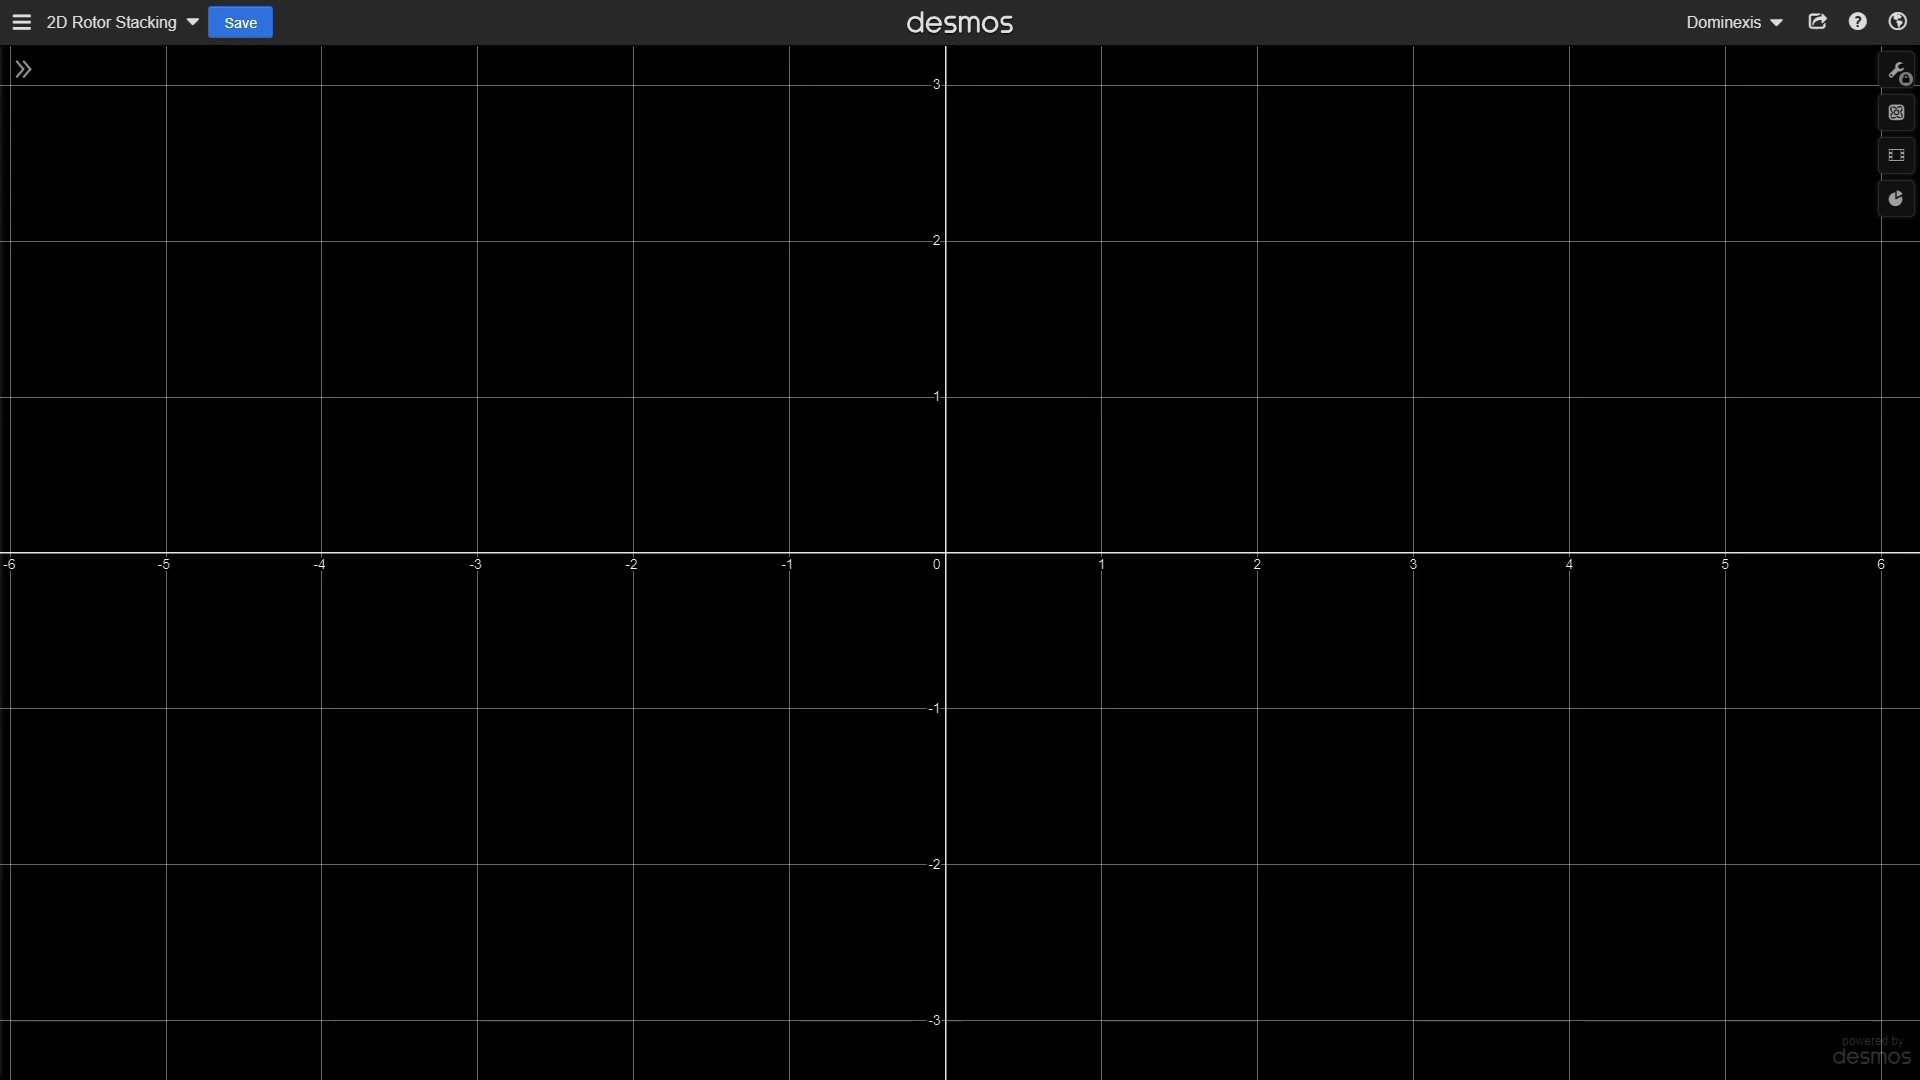 2D Rotor Stacking
Save
desmos
Dominexis
3
2
1
-6 -5 -4 -3 -2 -1 0 1 2 3 4 5 6
-1
-2
-3
powered by
desmos